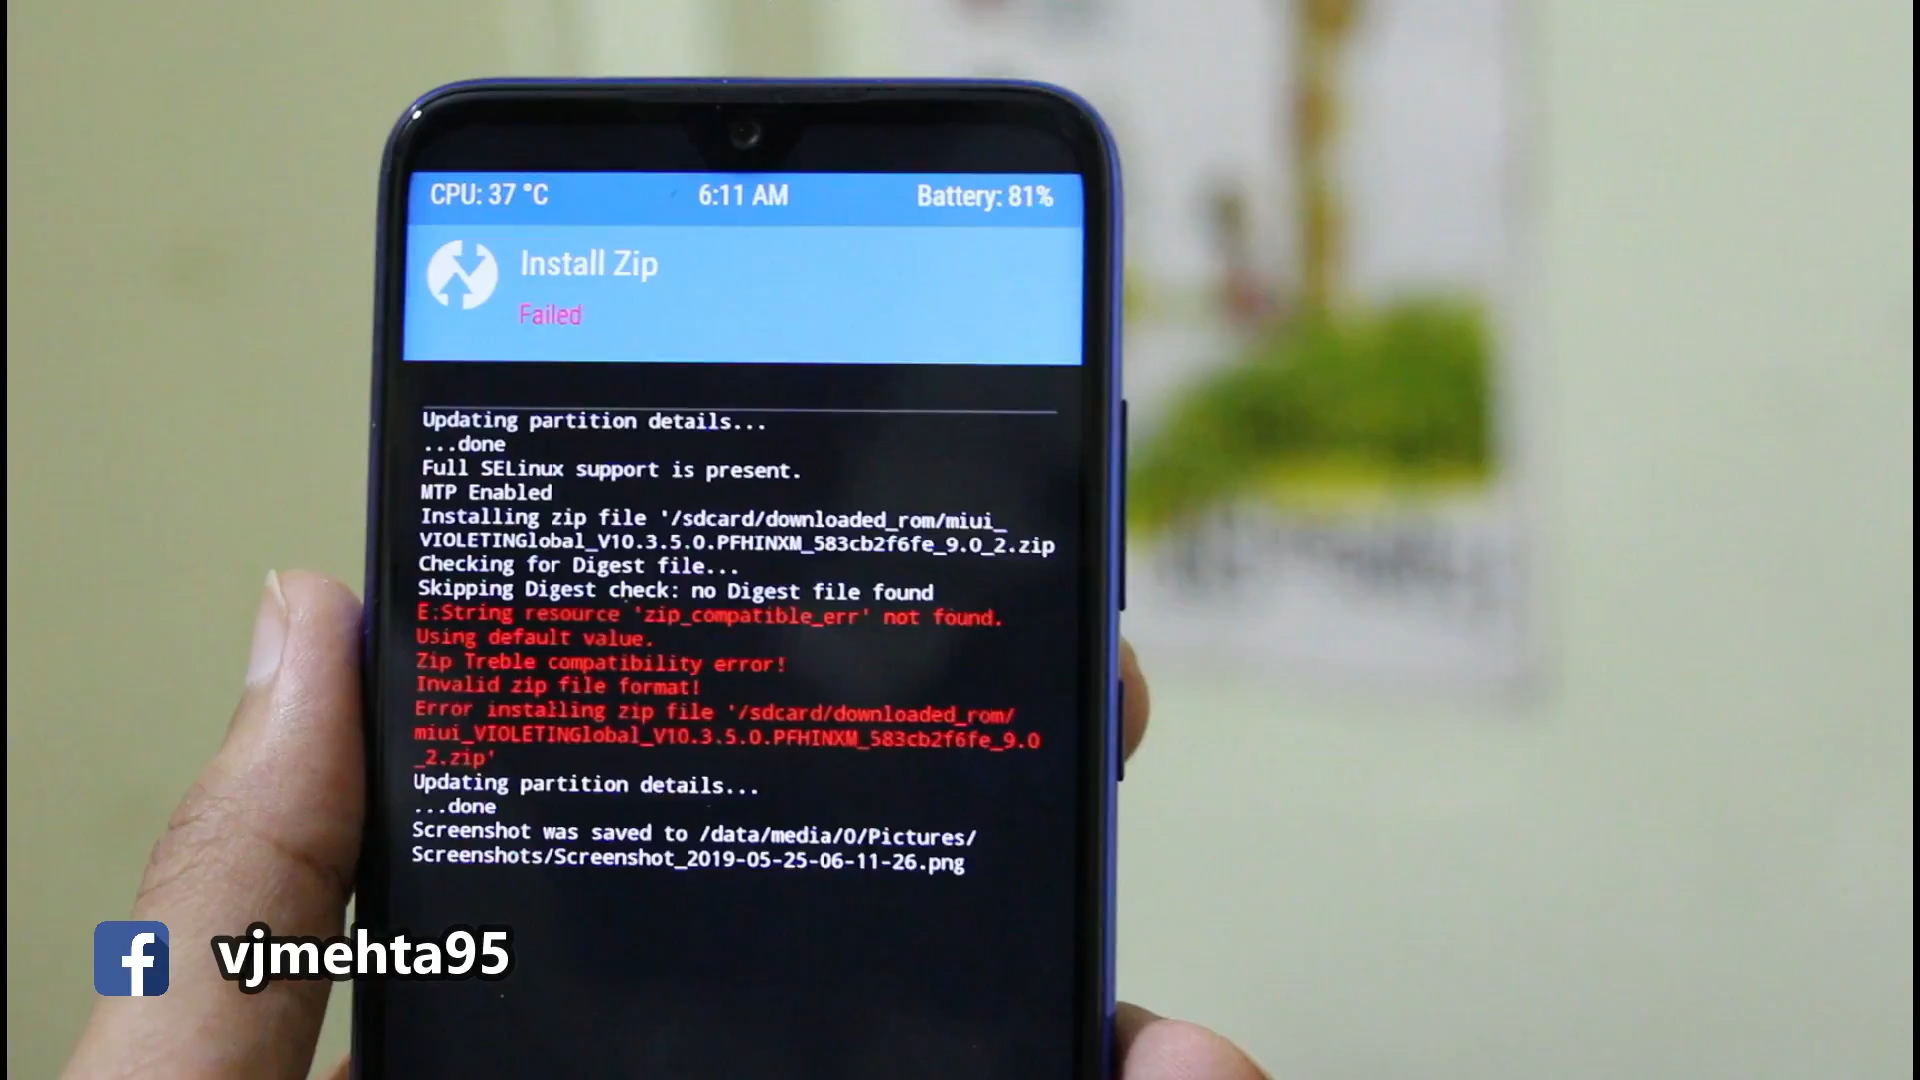 CPU: 37 °C 6:11 AM Battery: 81%
Install Zip
Failed
Updating partition details...
...done
Full SELinux support is present.
MTP Enabled
Installing zip file '/sdcard/downloaded_rom/miui_
VIOLETINGlobal_V10.3.5.0.PFHINXM_583cb2f6fe_9.0_2.zip
Checking for Digest file...
Skipping Digest check: no Digest file found
E:String resource 'zip_compatible_err' not found.
Using default value.
Zip Treble compatibility error!
Invalid zip file format!
Error installing zip file '/sdcard/downloaded_rom/
miui_VIOLETINGlobal_V10.3.5.0.PFHINXM_583cb2f6fe_9.0
_2.zip'
Updating partition details...
...done
Screenshot was saved to /data/media/0/Pictures/
Screenshots/Screenshot_2019-05-25-06-11-26.png
f vjmehta95